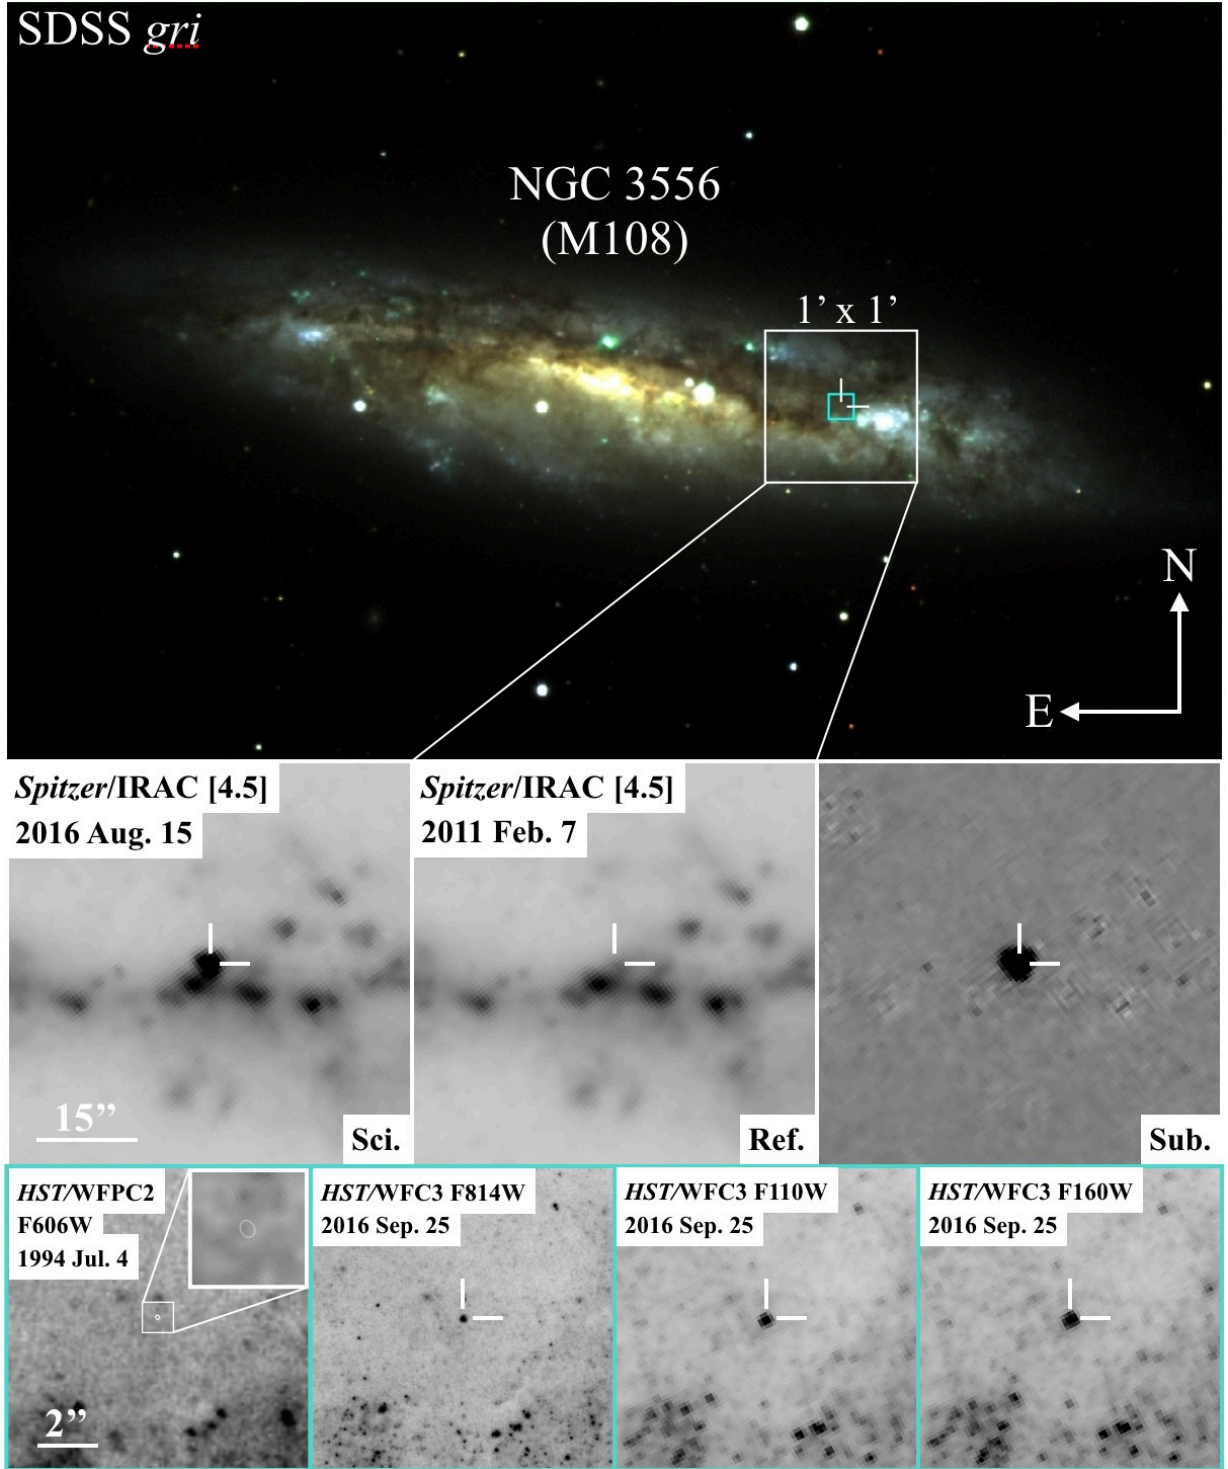 SDSS gri
NGC 3556
(M108)
1’ x 1’
N
E
Spitzer/IRAC [4.5]
2016 Aug. 15
15”
Sci.
Spitzer/IRAC [4.5]
2011 Feb. 7
Ref.
Sub.
HST/WFPC2
F606W
1994 Jul. 4
2”
HST/WFC3 F814W
2016 Sep. 25
HST/WFC3 F110W
2016 Sep. 25
HST/WFC3 F160W
2016 Sep. 25